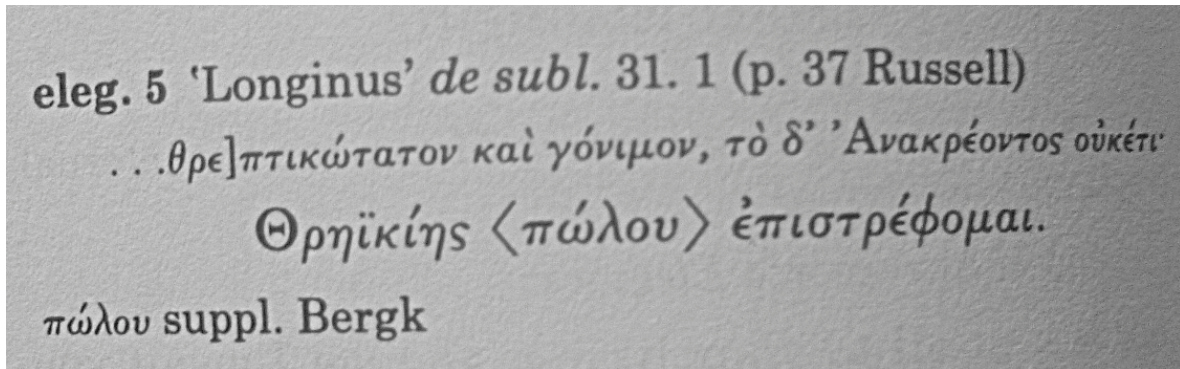 eleg. 5 ‘Longinus’ de subl. 31. 1 (p. 37 Russell)
. . .θρε]πτικώτατον καὶ γόνιμον, τὸ δ’ ’Ανακρέοντος οὐκέτι·
Θρηϊκίης ⟨πώλου⟩ ἐπιστρέφομαι.
πώλου suppl. Bergk